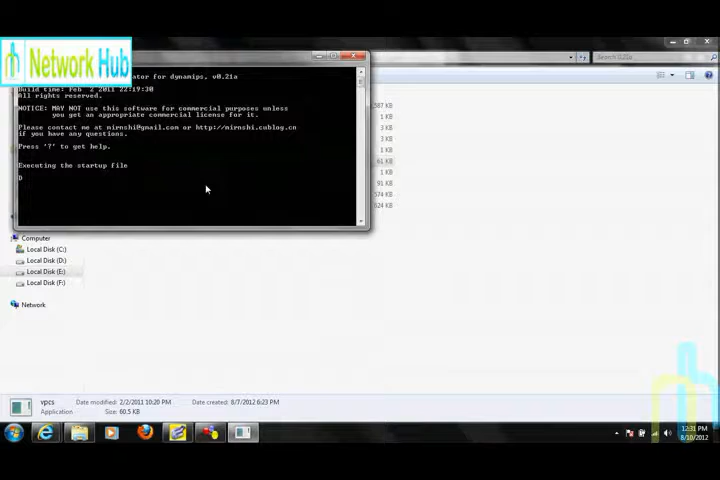 Network Hub
Search 0.21a
ator for dynamips, v0.21a
Build time: Feb  2 2011 22:19:30
All rights reserved.
NOTICE: MAY NOT use this software for commercial purposes unless
you get an appropriate commercial license for it.
Please contact me at mirnshi@gmail.com or http://mirnshi.cublog.cn
if you have any questions.
Press '?' to get help.
Executing the startup file
D
,587 KB
1 KB
1 KB
1 KB
61 KB
1 KB
91 KB
574 KB
624 KB
Computer
Local Disk (C:)
Local Disk (D:)
Local Disk (E:)
Local Disk (F:)
Network
vpcs
Date modified: 2/2/2011 10:20 PM
Date created: 8/7/2012 6:23 PM
Application
Size: 60.5 KB
12:31 PM
8/10/2012